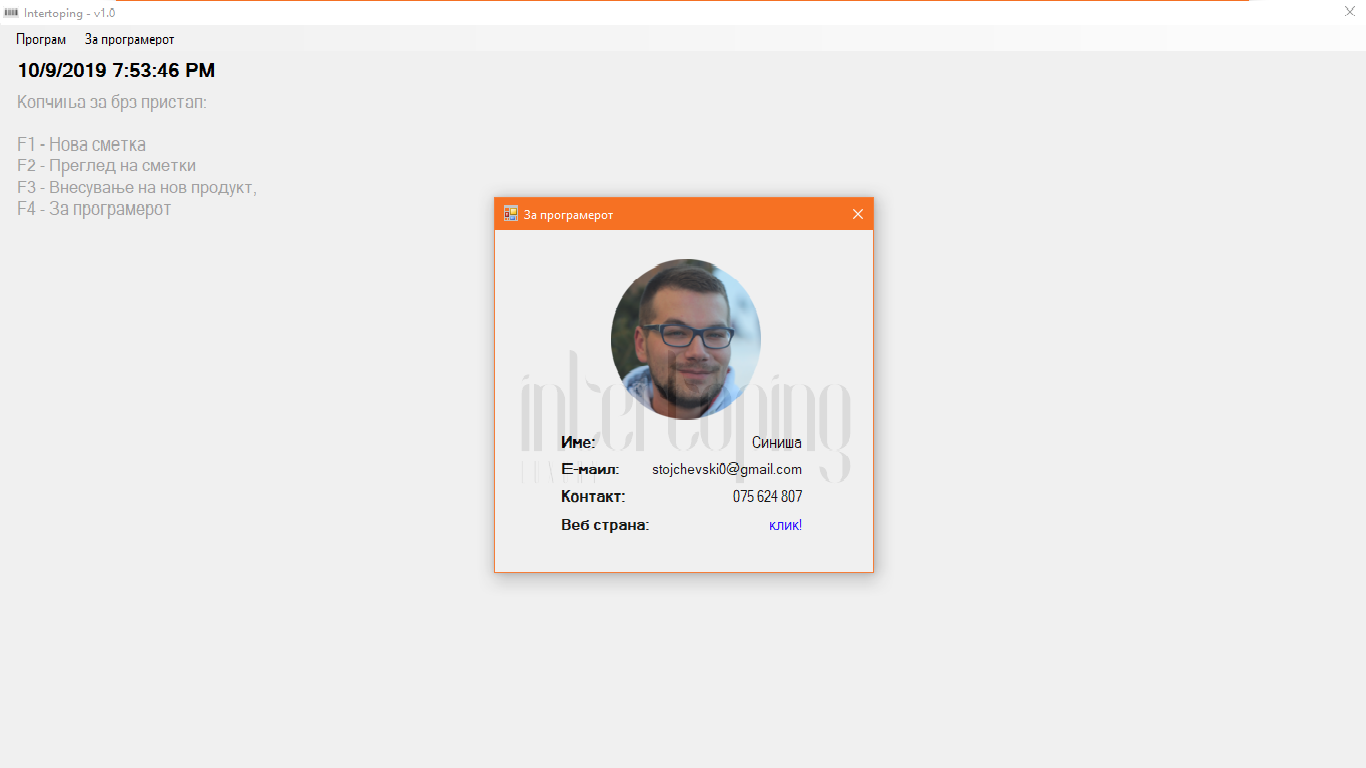 Intertoping - v1.0
Програм За програмерот
10/9/2019 7:53:46 PM
Копчиња за брз пристап:
F1 - Нова сметка
F2 - Преглед на сметки
F3 - Внесување на нов продукт,
F4 - За програмерот
За програмерот
intertoping
Име: Синиша
Е-маил: stojchevski0@gmail.com
Контакт: 075 624 807
Веб страна: клик!